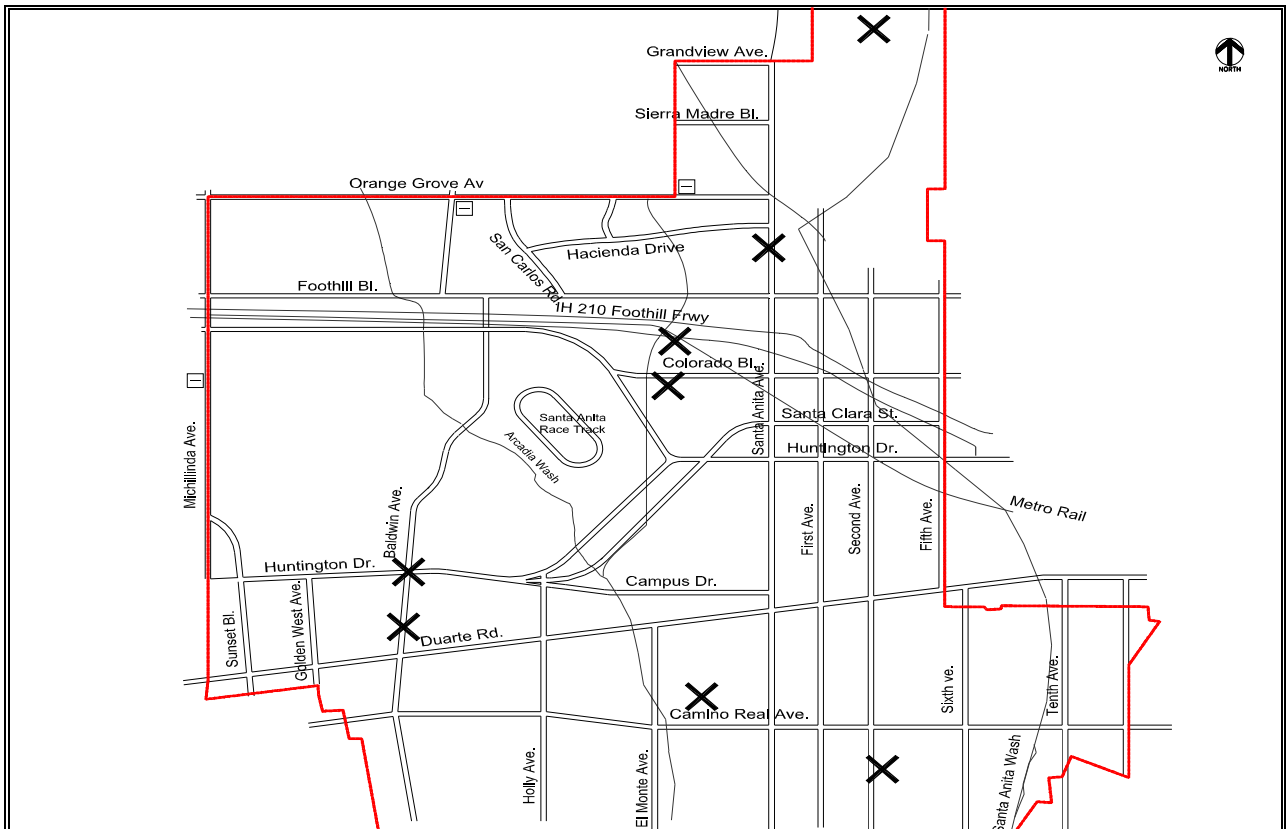 Grandview Ave.
NORTH
Sierra Madre Bl.
Orange Grove Av
San Carlos Rd.
Hacienda Drive
Foothill Bl.
IH 210 Foothill Frwy
Colorado Bl.
Santa Anita Ave.
Santa Anita
Race Track
Santa Clara St.
Arcadia Wash
Huntington Dr.
Michillinda Ave.
Baldwin Ave.
First Ave.
Second Ave.
Fifth Ave.
Metro Rail
Huntington Dr.
Campus Dr.
Sunset Bl.
Golden West Ave.
Duarte Rd.
Sixth ve.
Tenth Ave.
Camino Real Ave.
Holly Ave.
El Monte Ave.
Santa Anita Wash